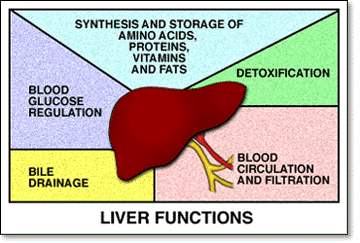 SYNTHESIS AND STORAGE OF
AMINO ACIDS,
PROTEINS,
VITAMINS
AND FATS
DETOXIFICATION
BLOOD
GLUCOSE
REGULATION
BILE
DRAINAGE
BLOOD
CIRCULATION
AND FILTRATION
LIVER FUNCTIONS